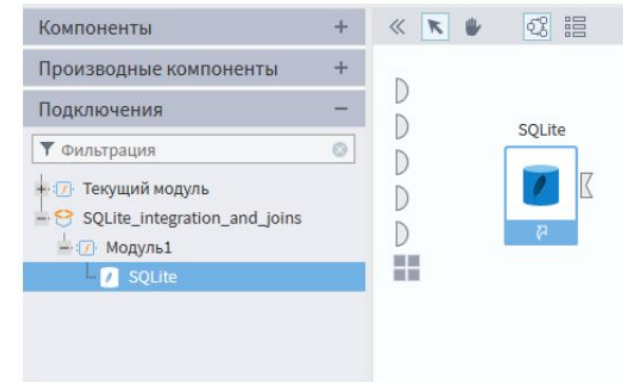 Компоненты
Производные компоненты
Подключения
Фильтрация
Текущий модуль
SQLite_integration_and_joins
Модуль1
SQLite
SQLite